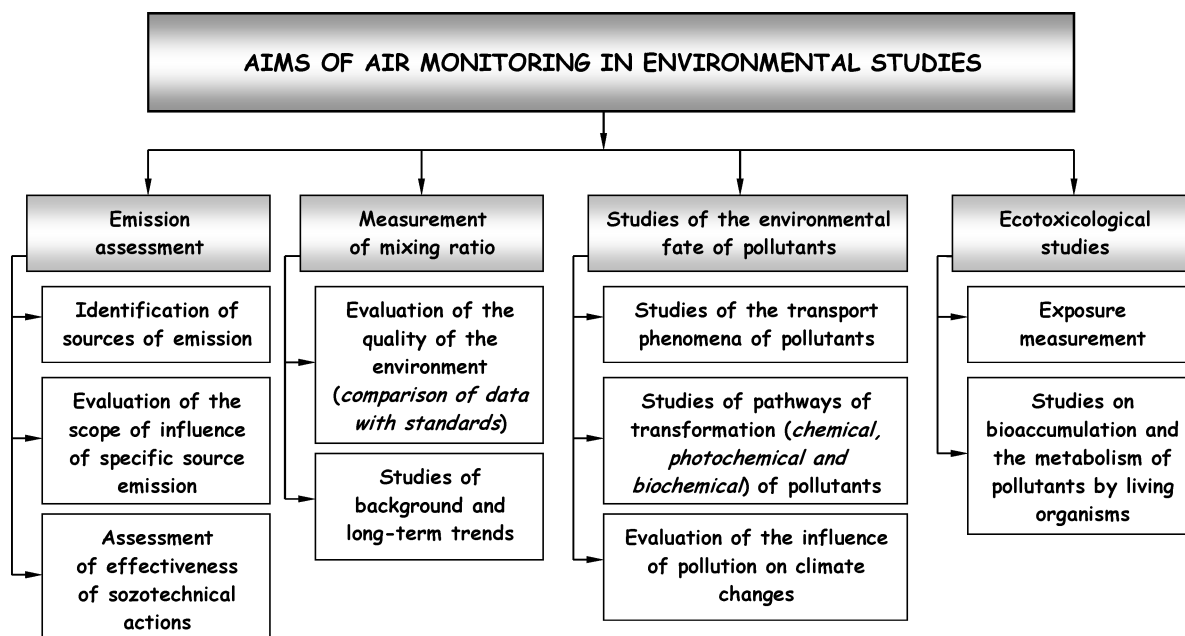 AIMS OF AIR MONITORING IN ENVIRONMENTAL STUDIES
Emission
assessment
Identification of
sources of emission
Evaluation of the
scope of influence
of specific source
emission
Assessment
of effectiveness
of sozotechnical
actions
Measurement
of mixing ratio
Evaluation of the
quality of the
environment
(comparison of data
with standards)
Studies of
background and
long-term trends
Studies of the environmental
fate of pollutants
Studies of the transport
phenomena of pollutants
Studies of pathways of
transformation (chemical,
photochemical and
biochemical) of pollutants
Evaluation of the influence
of pollution on climate
changes
Ecotoxicological
studies
Exposure
measurement
Studies on
bioaccumulation and
the metabolism of
pollutants by living
organisms